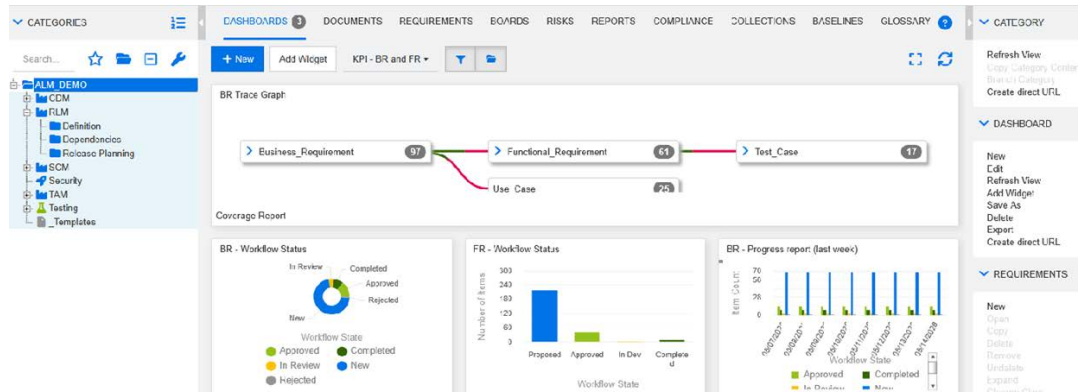 CATEGORIES
DASHBOARDS 3 DOCUMENTS REQUIREMENTS BOARDS RISKS REPORTS COMPLIANCE COLLECTIONS BASELINES GLOSSARY ?
CATEGORY
Search...
+ New Add Widget KPI - BR and FR
Refresh View
Create direct URL
ALM_DEMO
CDM
RLM
Definition
Dependencies
Release Planning
SCM
Security
TAM
Testing
_Templates
BR Trace Graph
Business_Requirement 97
Functional_Requirement 61
Test_Case 17
Use Case 25
Coverage Report
DASHBOARD
New
Edit
Refresh View
Add Widget
Save As
Delete
Export
Create direct URL
BR - Workflow Status
In Review
Completed
Approved
Rejected
New
Workflow State
Approved Completed
In Review New
Rejected
FR - Workflow Status
Number of Items
300
240
180
120
60
0
Proposed Approved In Dev Complete
d
Workflow State
BR - Progress report (last week)
Item Count
70
0
Workflow State
Approved Completed
In Review New
REQUIREMENTS
New
Open
Copy
Delete
Remove
Undelete
Expand